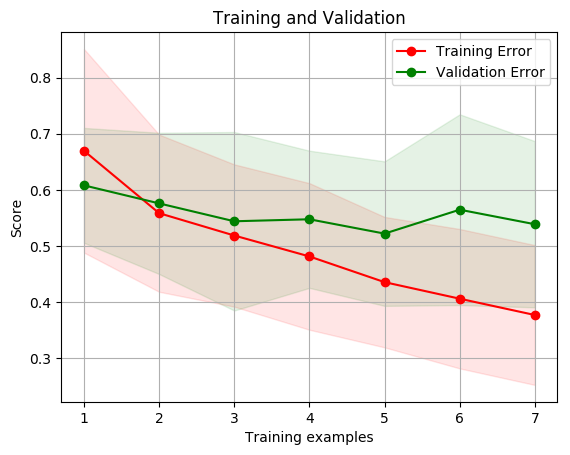 Training and Validation
Training Error
Validation Error
0.8
0.7
0.6
0.5
0.4
0.3
Score
1 2 3 4 5 6 7
Training examples